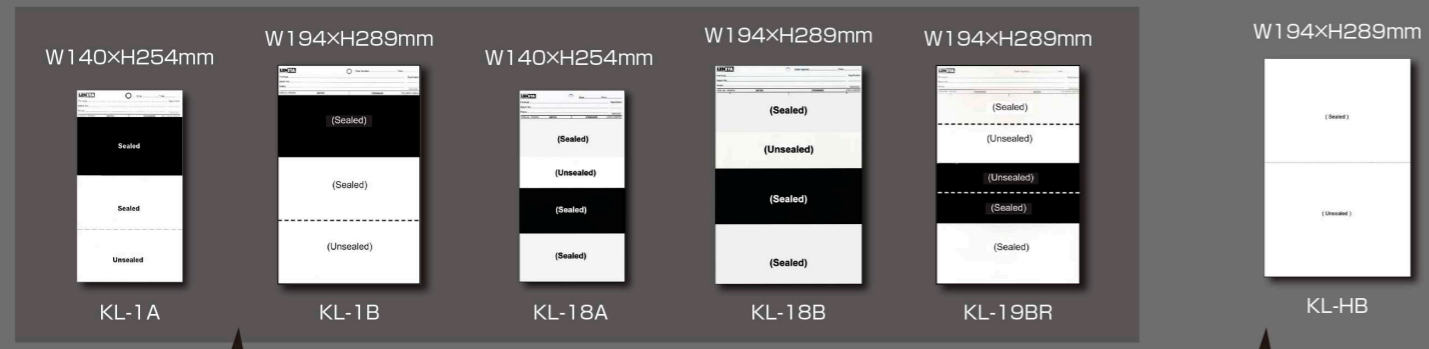 W140×H254mm
Sealed
Sealed
Unsealed
KL-1A
W194×H289mm
(Sealed)
(Sealed)
(Unsealed)
KL-1B
W140×H254mm
(Sealed)
(Unsealed)
(Sealed)
(Sealed)
KL-18A
W194×H289mm
(Sealed)
(Unsealed)
(Sealed)
(Sealed)
KL-18B
W194×H289mm
(Sealed)
(Unsealed)
(Unsealed)
(Sealed)
(Sealed)
KL-19BR
W194×H289mm
( Sealed )
( Unsealed )
KL-HB